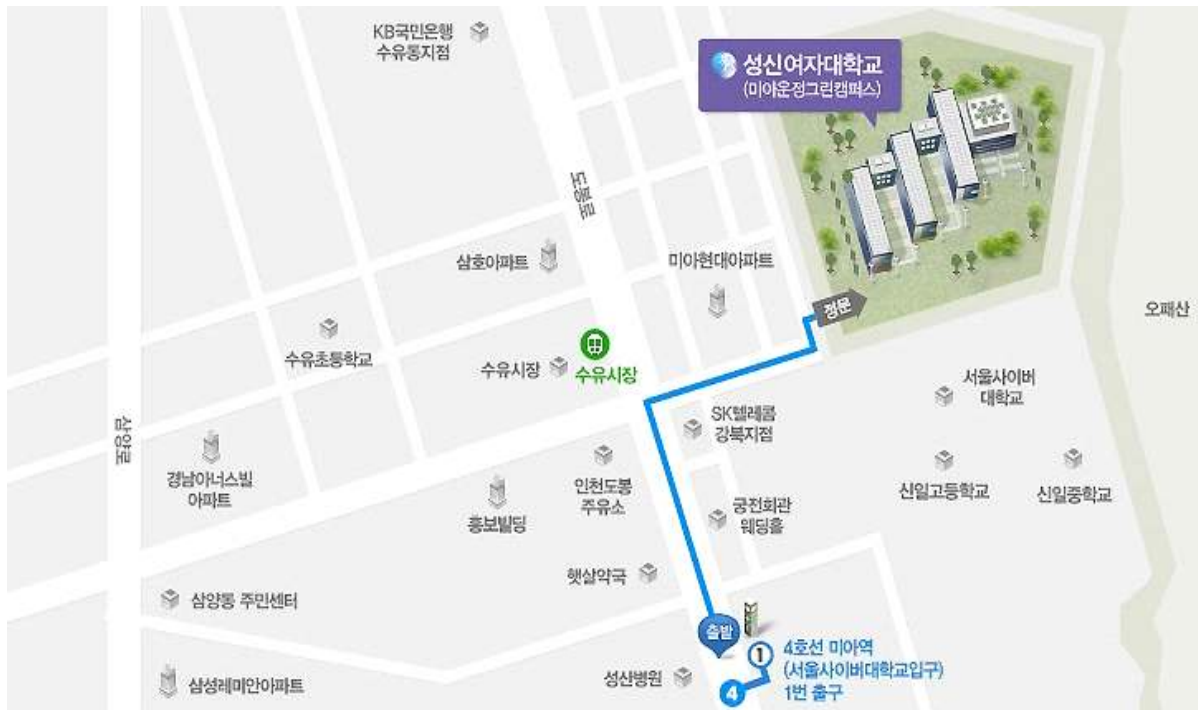 KB국민은행
수유동지점
성신여자대학교
(미아운정그린캠퍼스)
도봉로
삼호아파트
미아현대아파트
정문
오패산
수유초등학교
수유시장
수유시장
서울사이버
대학교
SK텔레콤
강북지점
삼양로
경남아너스빌
아파트
홍보빌딩
인천도봉
주유소
신일고등학교
신일중학교
궁전회관
웨딩홀
햇살약국
삼양동 주민센터
출발
1
4호선 미아역
(서울사이버대학교입구)
1번 출구
4
성산병원
삼성레미안아파트